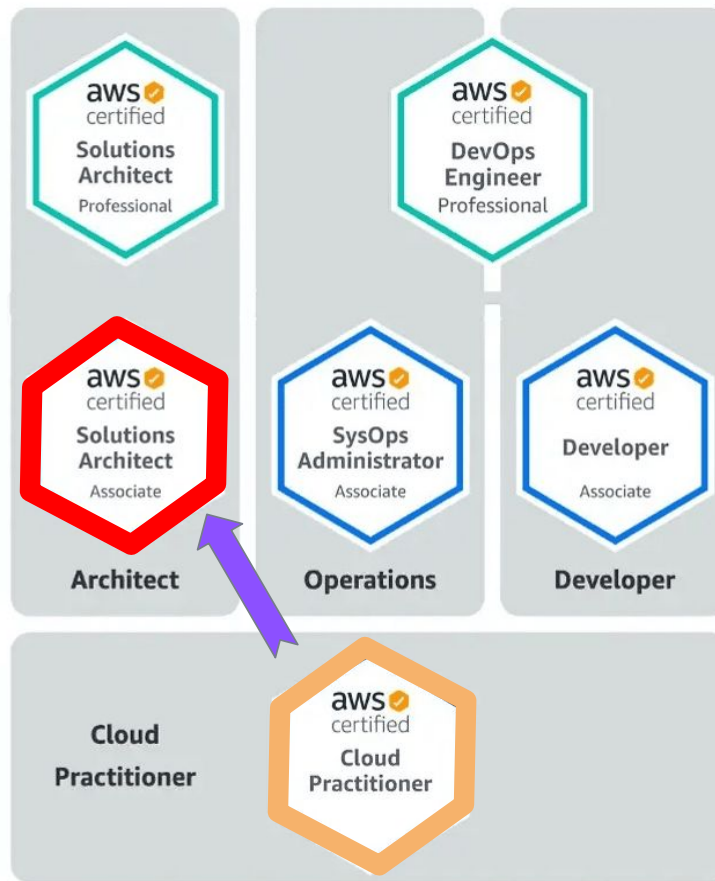 aws
certified
Solutions
Architect
Professional
aws
certified
DevOps
Engineer
Professional
aws
certified
Solutions
Architect
Associate
aws
certified
SysOps
Administrator
Associate
aws
certified
Developer
Associate
Architect
Operations
Developer
Cloud
Practitioner
aws
certified
Cloud
Practitioner